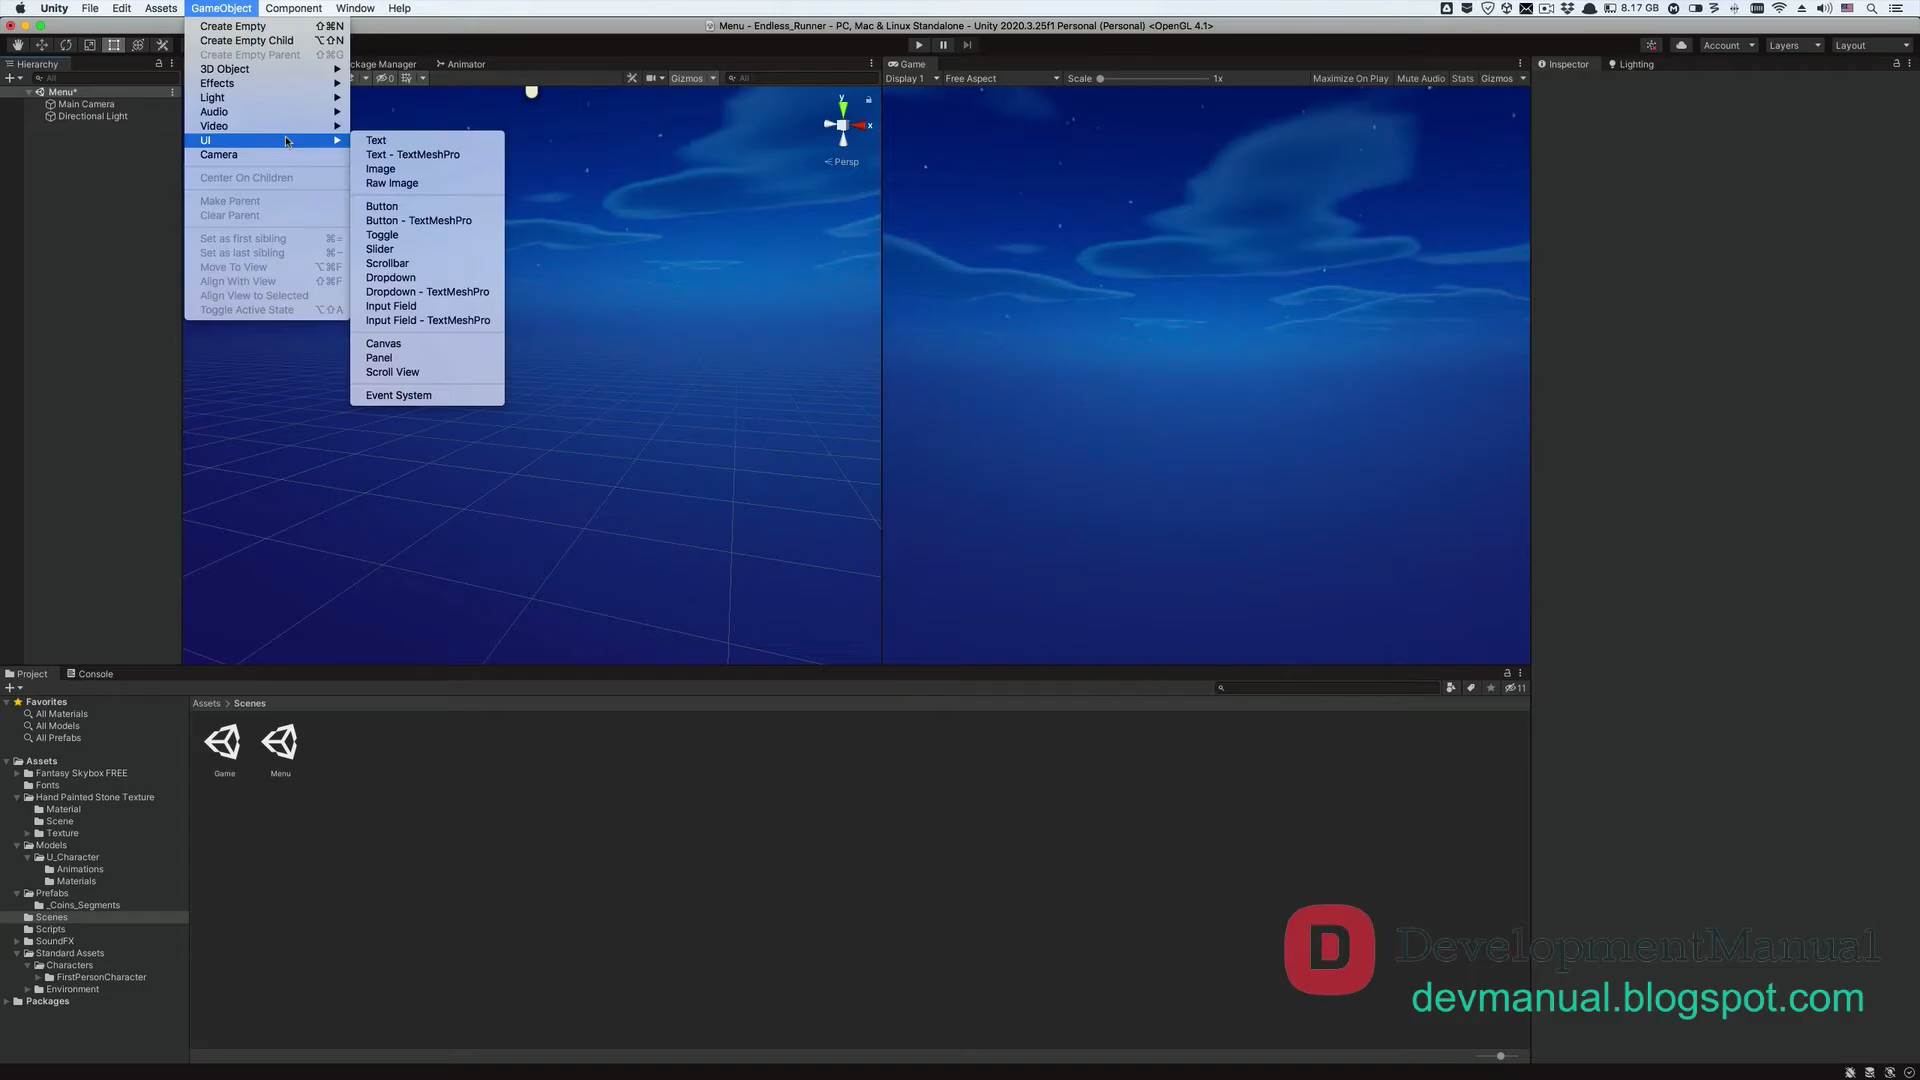 Unity File Edit Assets GameObject Component Window Help 8.17 GB
Menu - Endless_Runner - PC, Mac & Linux Standalone - Unity 2020.3.25f1 Personal (Personal) <OpenGL 4.1>
Account Layers Layout
Create Empty ⇧⌘N
Create Empty Child ⌥⇧N
Create Empty Parent ⇧⌘G
3D Object
Effects
Light
Audio
Video
UI
Camera
Center On Children
Make Parent
Clear Parent
Set as first sibling ⌘=
Set as last sibling ⌘-
Move To View ⌥⌘F
Align With View ⇧⌘F
Align View to Selected
Toggle Active State ⌥⇧A
Text
Text - TextMeshPro
Image
Raw Image
Button
Button - TextMeshPro
Toggle
Slider
Scrollbar
Dropdown
Dropdown - TextMeshPro
Input Field
Input Field - TextMeshPro
Canvas
Panel
Scroll View
Event System
Hierarchy
All
Menu*
Main Camera
Directional Light
ckage Manager Animator
0 Gizmos All
y
x
Persp
Game
Display 1 Free Aspect Scale 1x Maximize On Play Mute Audio Stats Gizmos
Inspector Lighting
Project Console
11
Favorites
All Materials
All Models
All Prefabs
Assets
Fantasy Skybox FREE
Fonts
Hand Painted Stone Texture
Material
Scene
Texture
Models
U_Character
Animations
Materials
Prefabs
_Coins_Segments
Scenes
Scripts
SoundFX
Standard Assets
Characters
FirstPersonCharacter
Environment
Packages
Assets > Scenes
Game Menu
D DevelopmentManual
devmanual.blogspot.com